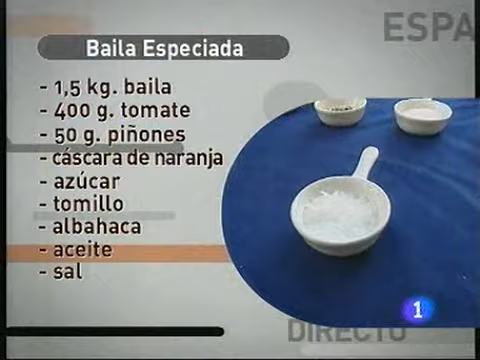 ESPA
Baila Especiada
- 1,5 kg. baila
- 400 g. tomate
- 50 g. piñones
- cáscara de naranja
- azúcar
- tomillo
- albahaca
- aceite
- sal
1
DIRECTO